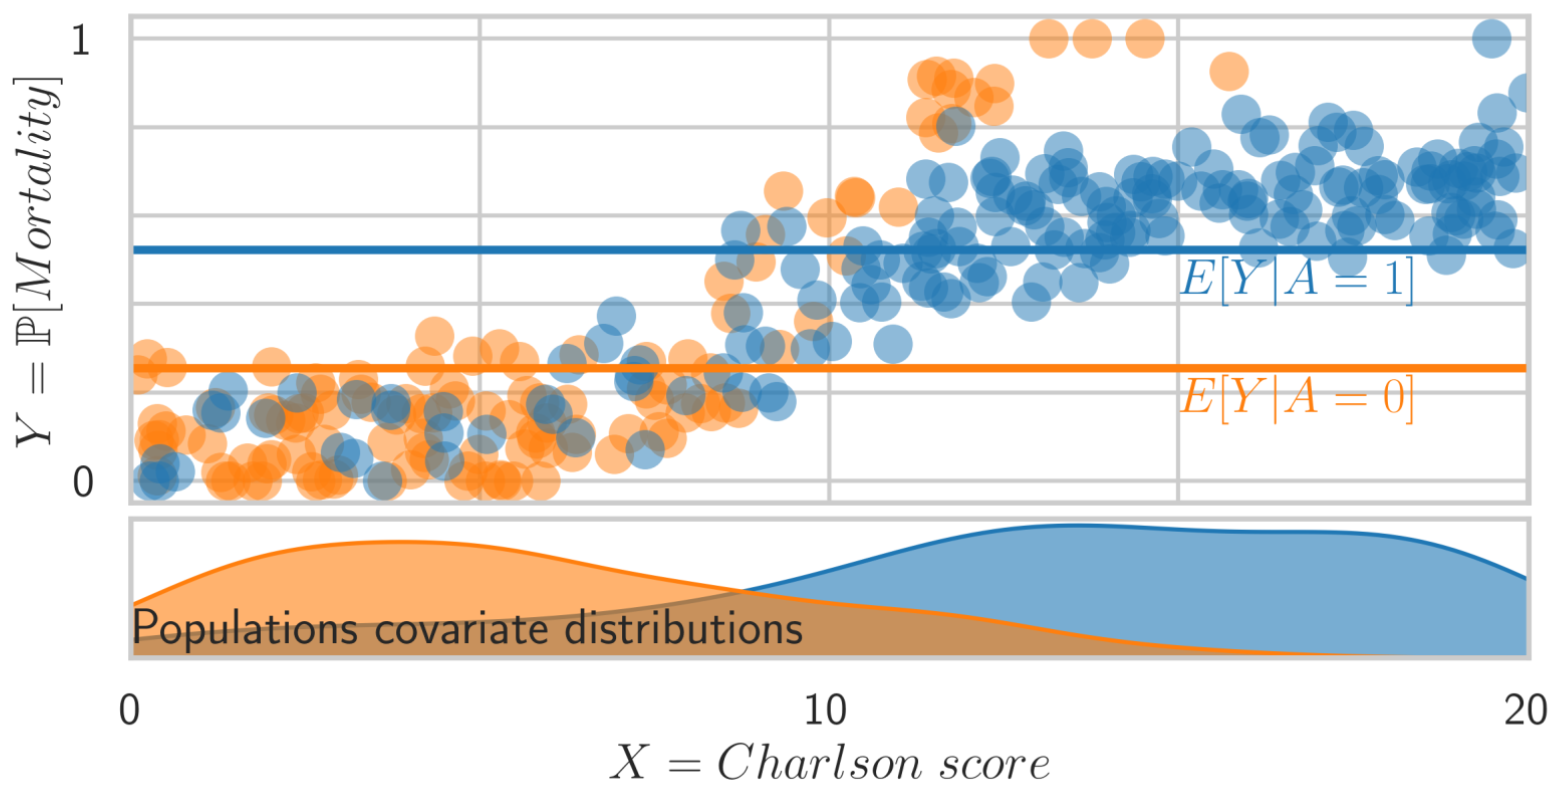 1
Y = ℙ[Mortality]
E[Y|A = 1]
E[Y|A = 0]
0
Populations covariate distributions
0 10 20
X = Charlson score